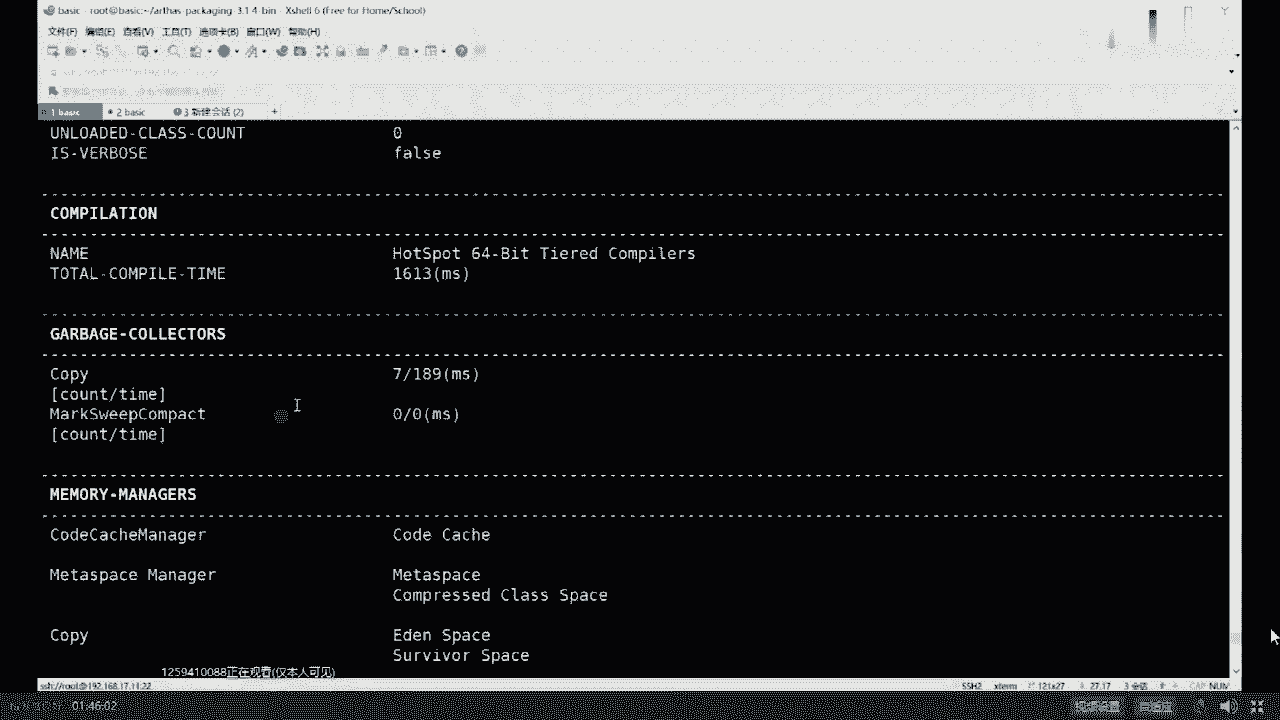 basic - root@basic:~/arthas-packaging-3.1.4-bin - Xshell 6 (Free for Home/School)
文件(F) 编辑(E) 查看(V) 工具(T) 选项卡(B) 窗口(W) 帮助(H)
1 basic 2 basic 3 新建会话 (2) +
UNLOADED-CLASS-COUNT 0
IS-VERBOSE false
COMPILATION
NAME HotSpot 64-Bit Tiered Compilers
TOTAL-COMPILE-TIME 1613(ms)
GARBAGE-COLLECTORS
Copy 7/189(ms)
[count/time]
MarkSweepCompact 0/0(ms)
[count/time]
MEMORY-MANAGERS
CodeCacheManager Code Cache
Metaspace Manager Metaspace
Compressed Class Space
Copy Eden Space
Survivor Space
1259410088正在观看(仅本人可见)
ssh://root@192.168.17.11:22 SSH2 xterm 121x27 27,17 3 会话 CAP NUM
01:46:02